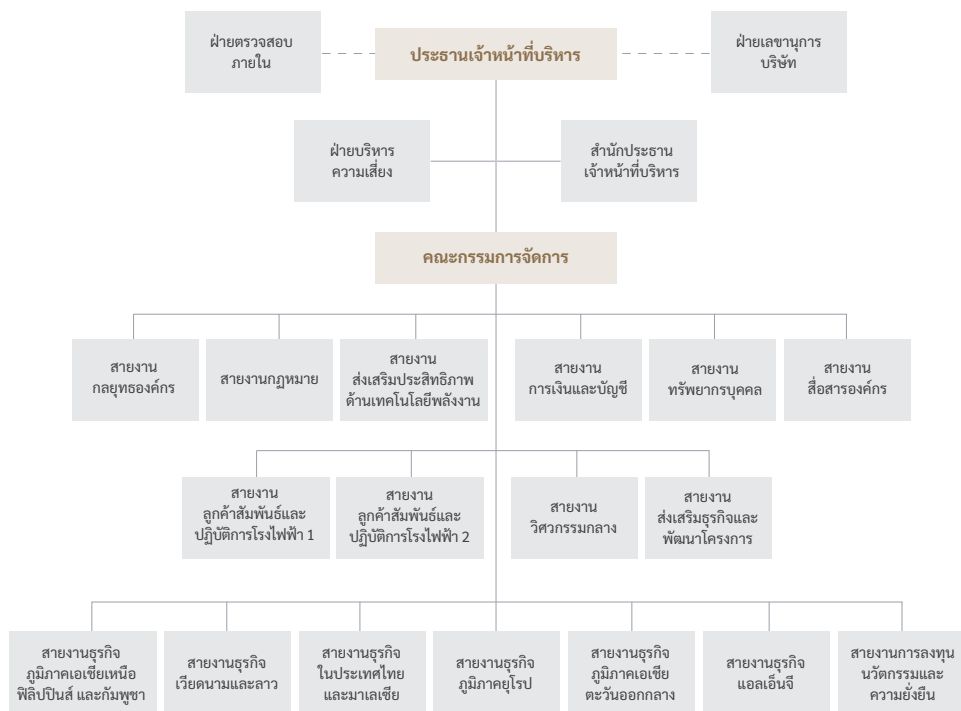 ฝ่ายตรวจสอบ
ภายใน
ประธานเจ้าหน้าที่บริหาร
ฝ่ายเลขานุการ
บริษัท
ฝ่ายบริหาร
ความเสี่ยง
สำนักประธาน
เจ้าหน้าที่บริหาร
คณะกรรมการจัดการ
สายงาน
กลยุทธองค์กร
สายงานกฎหมาย
สายงาน
ส่งเสริมประสิทธิภาพ
ด้านเทคโนโลยีพลังงาน
สายงาน
การเงินและบัญชี
สายงาน
ทรัพยากรบุคคล
สายงาน
สื่อสารองค์กร
สายงาน
ลูกค้าสัมพันธ์และ
ปฏิบัติการโรงไฟฟ้า 1
สายงาน
ลูกค้าสัมพันธ์และ
ปฏิบัติการโรงไฟฟ้า 2
สายงาน
วิศวกรรมกลาง
สายงาน
ส่งเสริมธุรกิจและ
พัฒนาโครงการ
สายงานธุรกิจ
ภูมิภาคเอเชียเหนือ
ฟิลิปปินส์ และกัมพูชา
สายงานธุรกิจ
เวียดนามและลาว
สายงานธุรกิจ
ในประเทศไทย
และมาเลเซีย
สายงานธุรกิจ
ภูมิภาคยุโรป
สายงานธุรกิจ
ภูมิภาคเอเชีย
ตะวันออกกลาง
สายงานธุรกิจ
แอลเอ็นจี
สายงานการลงทุน
นวัตกรรมและ
ความยั่งยืน